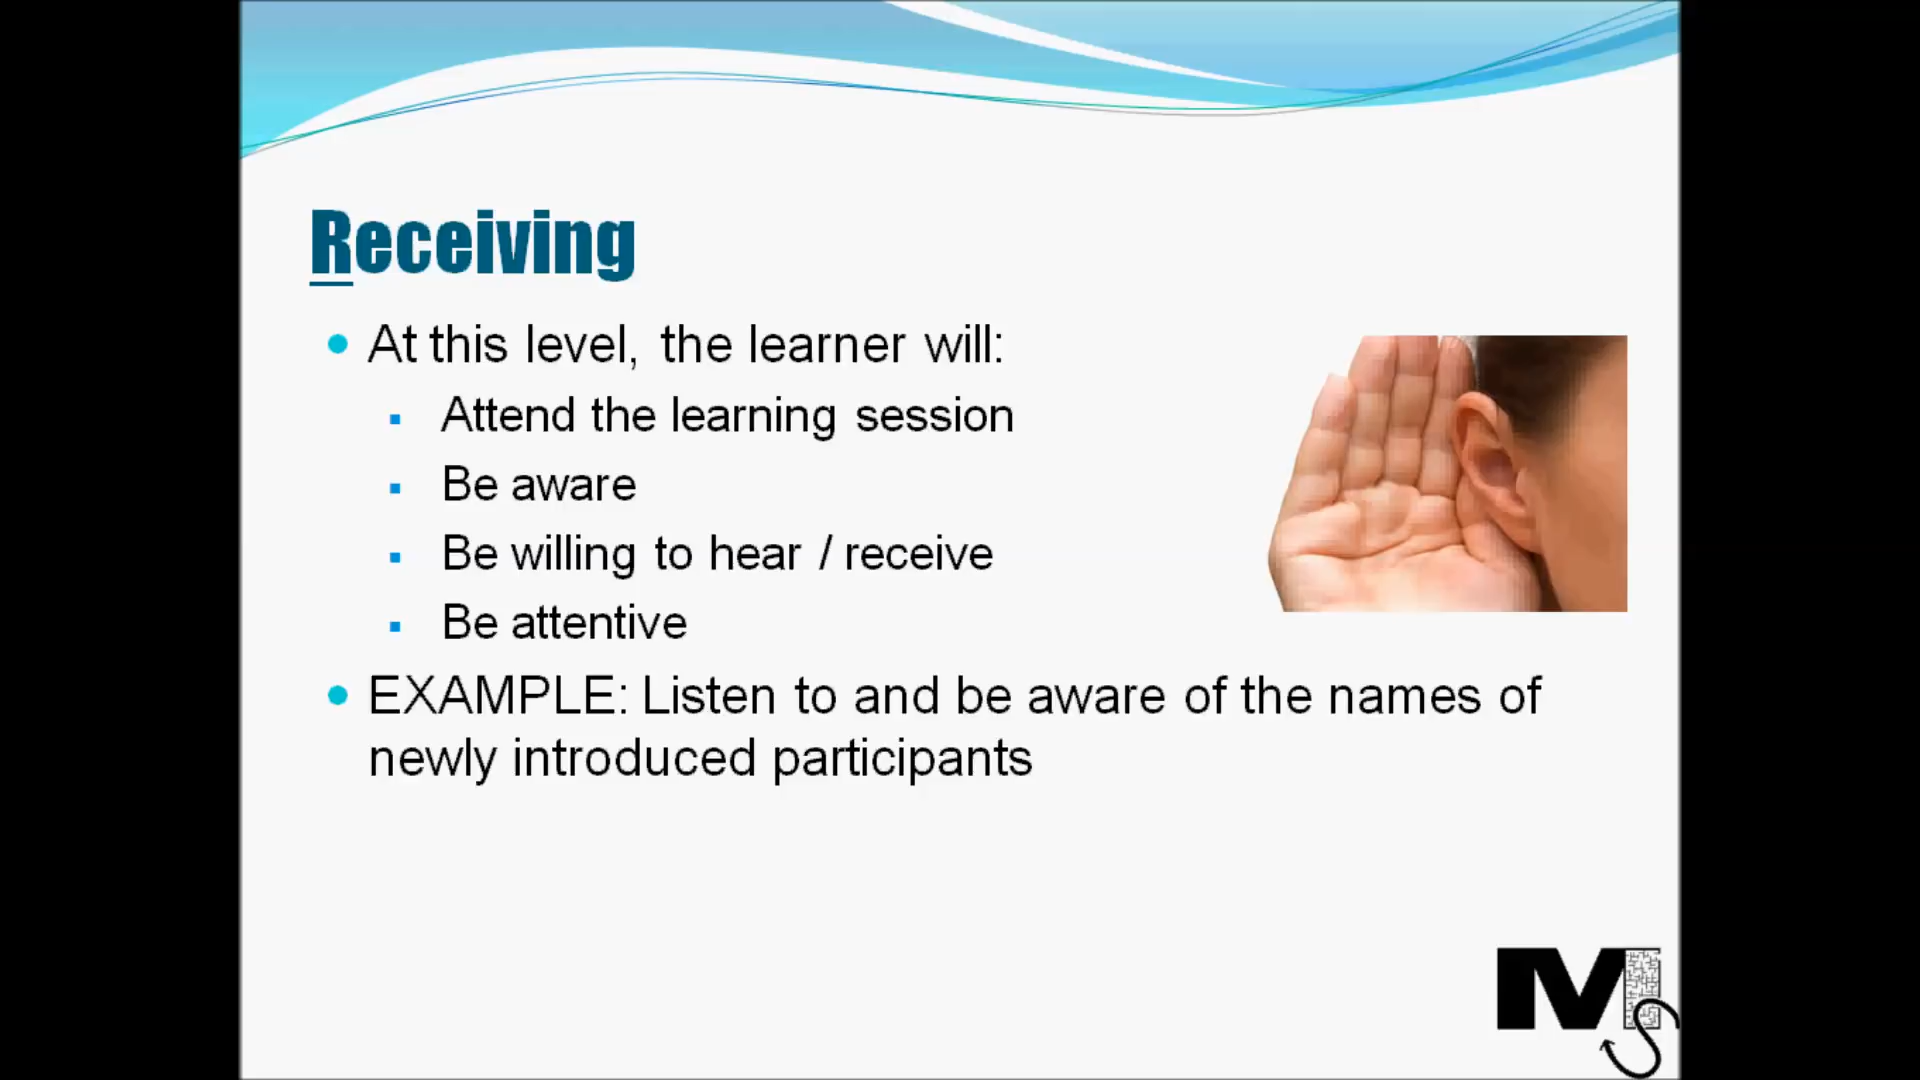 Receiving
At this level, the learner will:
Attend the learning session
Be aware
Be willing to hear / receive
Be attentive
EXAMPLE: Listen to and be aware of the names of
newly introduced participants
MS